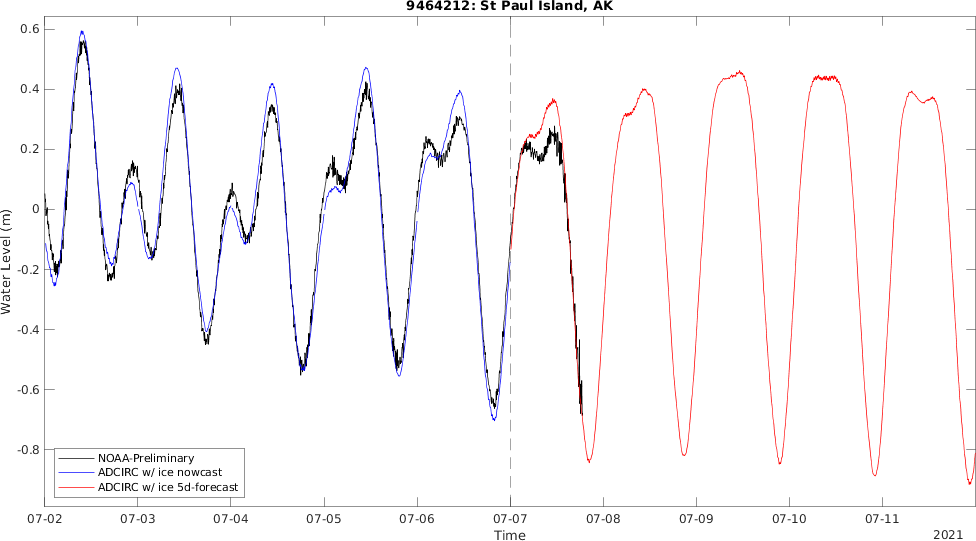 9464212: St Paul Island, AK
0.6
0.4
0.2
0
-0.2
-0.4
-0.6
-0.8
Water Level (m)
NOAA-Preliminary
ADCIRC w/ ice nowcast
ADCIRC w/ ice 5d-forecast
07-02 07-03 07-04 07-05 07-06 07-07 07-08 07-09 07-10 07-11
Time
2021